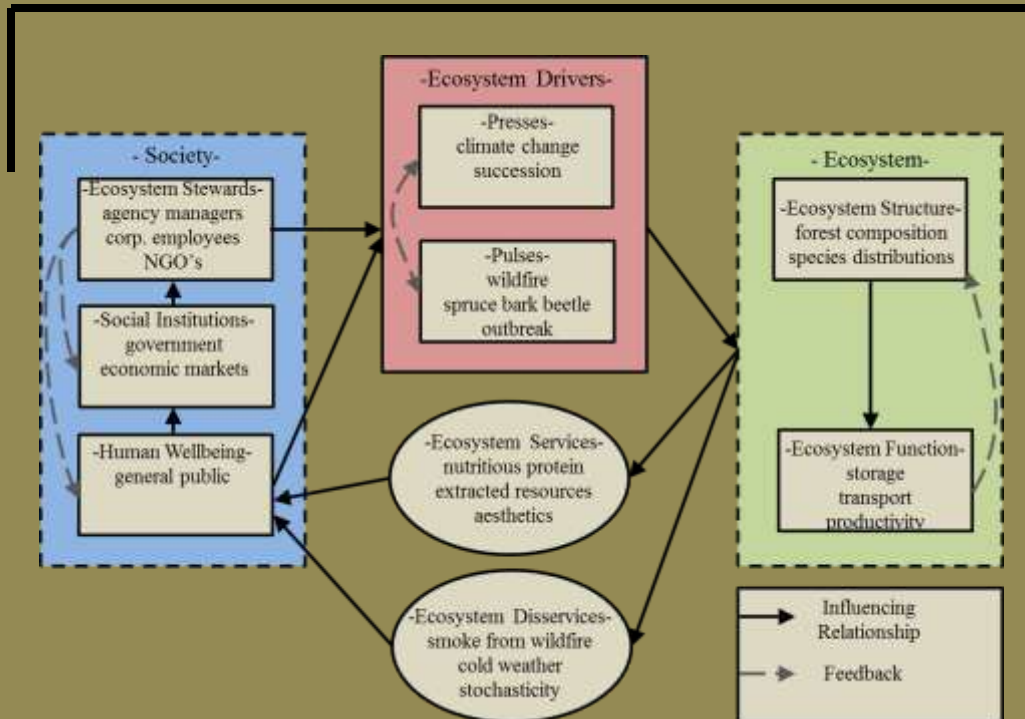 - Society-
-Ecosystem Stewards-
agency managers
corp. employees
NGO's
-Social Institutions-
government
economic markets
-Human Wellbeing-
general public
-Ecosystem Drivers-
-Presses-
climate change
succession
-Pulses-
wildfire
spruce bark beetle
outbreak
-Ecosystem Services-
nutritious protein
extracted resources
aesthetics
-Ecosystem Disservices-
smoke from wildfire
cold weather
stochasticity
- Ecosystem-
-Ecosystem Structure-
forest composition
species distributions
-Ecosystem Function-
storage
transport
productivity
Influencing
Relationship
Feedback